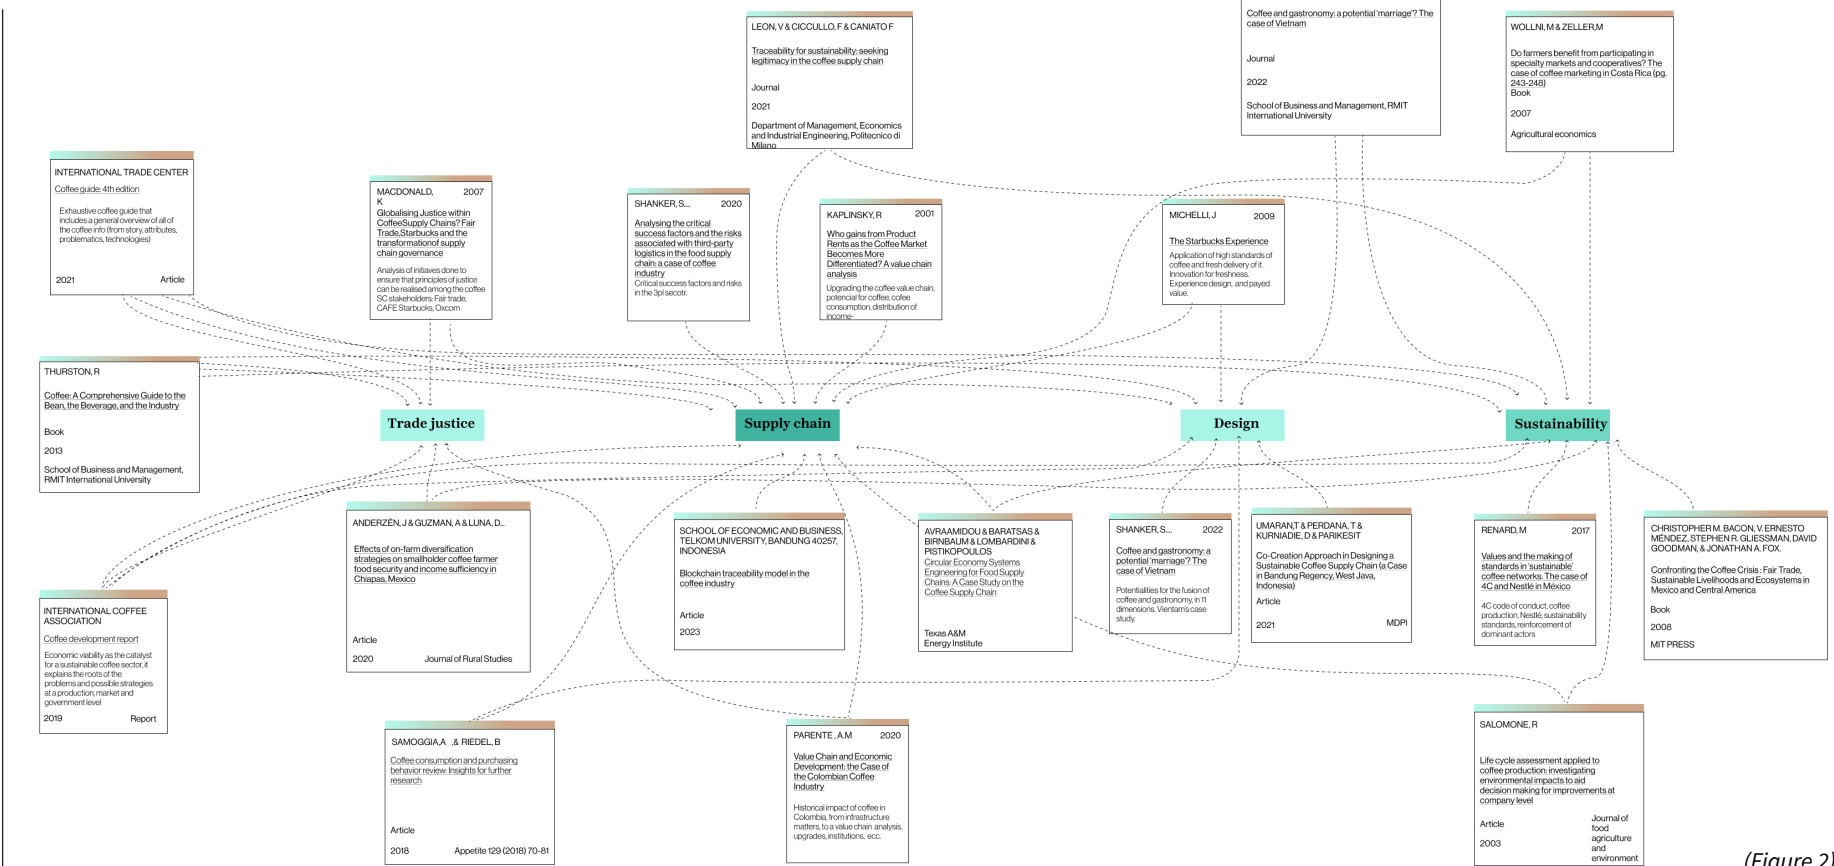 LEON, V & CICCULLO, F & CANIATO F
Traceability for sustainability: seeking
legitimacy in the coffee supply chain
Journal
2021
Department of Management, Economics
and Industrial Engineering, Politecnico di
Milano
Coffee and gastronomy: a potential 'marriage'? The
case of Vietnam
Journal
2022
School of Business and Management, RMIT
International University
WOLLNI, M & ZELLER,M
Do farmers benefit from participating in
specialty markets and cooperatives? The
case of coffee marketing in Costa Rica (pg.
243-248)
Book
2007
Agricultural economics
INTERNATIONAL TRADE CENTER
Coffee guide: 4th edition
Exhaustive coffee guide that
includes a general overview of all of
the coffee info (from story, attributes,
problematics, technologies)
2021 Article
MACDONALD, 2007
K
Globalising Justice within
CoffeeSupply Chains? Fair
Trade,Starbucks and the
transformationof supply
chain governance
Analysis of initiaves done to
ensure that principles of justice
can be realised among the coffee
SC stakeholders: Fair trade,
CAFE Starbucks, Oxcom
SHANKER, S.... 2020
Analysing the critical
success factors and the risks
associated with third-party
logistics in the food supply
chain: a case of coffee
industry
Critical success factors and risks
in the 3pl secotr.
KAPLINSKY, R 2001
Who gains from Product
Rents as the Coffee Market
Becomes More
Differentiated? A value chain
analysis
Upgrading the coffee value chain,
potencial for coffee, cofee
consumption, distribution of
income-
MICHELLI, J 2009
The Starbucks Experience
Application of high standards of
coffee and fresh delivery of it .
Innovation for freshness.
Experience design, and payed
value.
THURSTON, R
Coffee: A Comprehensive Guide to the
Bean, the Beverage, and the Industry
Book
2013
School of Business and Management,
RMIT International University
Trade justice
Supply chain
Design
Sustainability
ANDERZÉN, J & GUZMAN, A & LUNA, D...
Effects of on-farm diversification
strategies on smallholder coffee farmer
food security and income sufficiency in
Chiapas, Mexico
Article
2020 Journal of Rural Studies
SCHOOL OF ECONOMIC AND BUSINESS,
TELKOM UNIVERSITY, BANDUNG 40257,
INDONESIA
Blockchain traceability model in the
coffee industry
Article
2023
AVRAAMIDOU & BARATSAS &
BIRNBAUM & LOMBARDINI &
PISTIKOPOULOS
Circular Economy Systems
Engineering for Food Supply
Chains: A Case Study on the
Coffee Supply Chain
Texas A&M
Energy Institute
SHANKER, S.... 2022
Coffee and gastronomy: a
potential 'marriage'? The
case of Vietnam
Potentialities for the fusion of
coffee and gastronomy, in 11
dimensions. Vientam's case
study.
UMARAN,T & PERDANA, T &
KURNIADIE, D & PARIKESIT
Co-Creation Approach in Designing a
Sustainable Coffee Supply Chain (a Case
in Bandung Regency, West Java,
Indonesia)
Article
2021 MDPI
RENARD, M 2017
Values and the making of
standards in 'sustainable'
coffee networks: The case of
4C and Nestlé in México
4C code of conduct, coffee
production, Nestlé, sustainability
standards, reinforcement of
dominant actors
CHRISTOPHER M. BACON, V. ERNESTO
MÉNDEZ, STEPHEN R. GLIESSMAN, DAVID
GOODMAN, & JONATHAN A. FOX.
Confronting the Coffee Crisis : Fair Trade,
Sustainable Livelihoods and Ecosystems in
Mexico and Central America
Book
2008
MIT PRESS
INTERNATIONAL COFFEE
ASSOCIATION
Coffee development report
Economic viability as the catalyst
for a sustainable coffee sector, it
explains the roots of the
problems and possible strategies
at a production, market and
government level
2019 Report
SAMOGGIA,A ,& RIEDEL, B
Coffee consumption and purchasing
behavior review: Insights for further
research
Article
2018 Appetite 129 (2018) 70-81
PARENTE , A.M 2020
Value Chain and Economic
Development: the Case of
the Colombian Coffee
Industry
Historical impact of coffee in
Colombia, from infrastructure
matters, to a value chain analysis,
upgrades, institutions, ecc.
SALOMONE, R
Life cycle assessment applied to
coffee production: investigating
environmental impacts to aid
decision making for improvements at
company level
Article
2003
Journal of
food
agriculture
and
environment
(Figure 2)